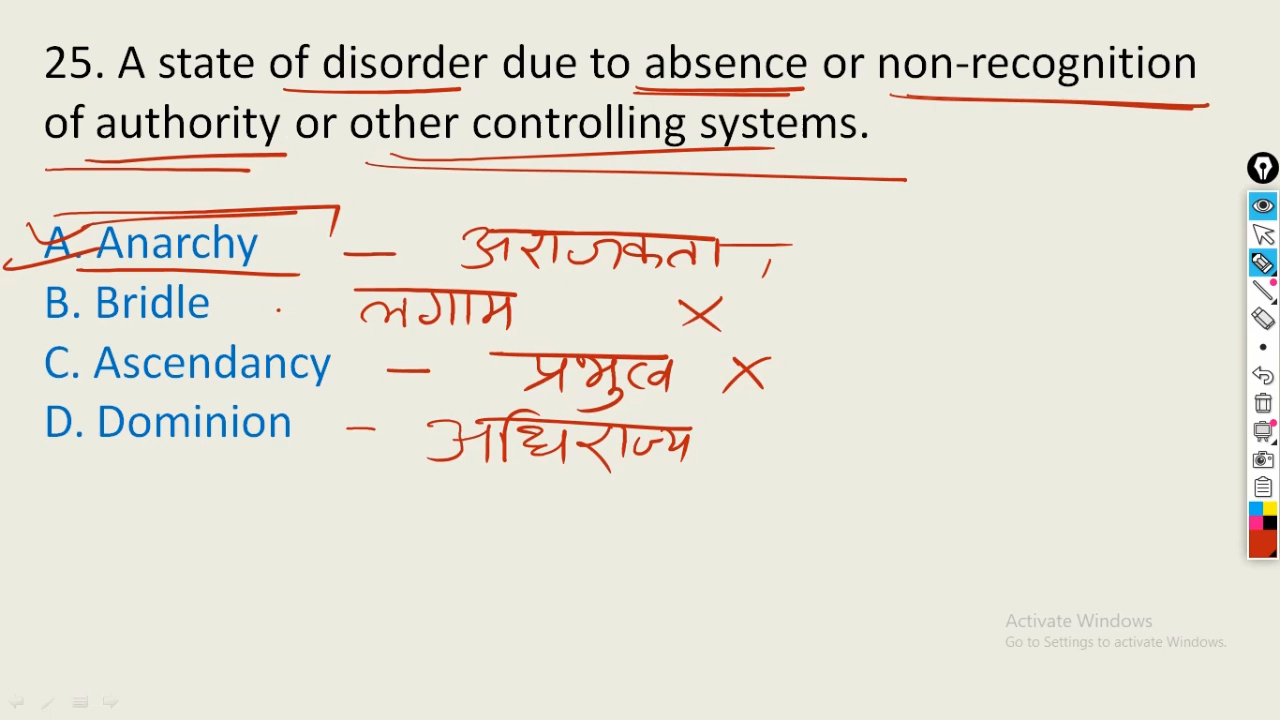 25. A state of disorder due to absence or non-recognition
of authority or other controlling systems.
A. Anarchy – अराजकता,
B. Bridle लगाम ×
C. Ascendancy – प्रभुत्व ×
D. Dominion – अधिराज्य
Activate Windows
Go to Settings to activate Windows.